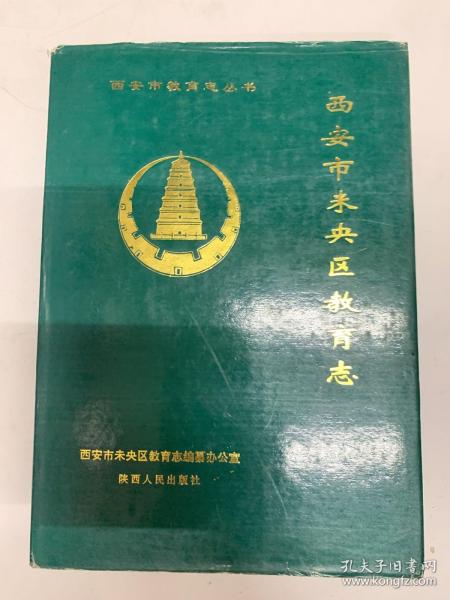 西安市教育志丛书
西安市未央区教育志
西安市未央区教育志编纂办公室
陕西人民出版社
孔夫子旧书网
www.kongfz.com